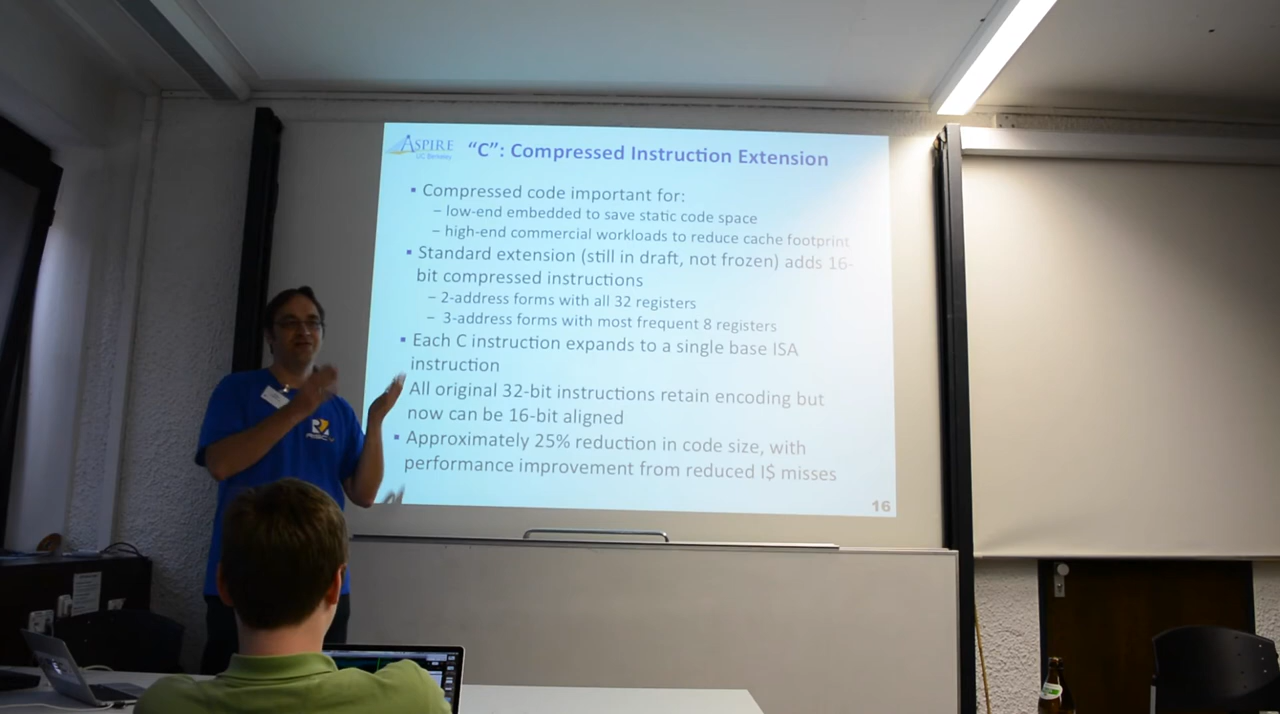 ASPIRE
UC Berkeley
“C”: Compressed Instruction Extension
▪ Compressed code important for:
– low-end embedded to save static code space
– high-end commercial workloads to reduce cache footprint
▪ Standard extension (still in draft, not frozen) adds 16-
bit compressed instructions
– 2-address forms with all 32 registers
– 3-address forms with most frequent 8 registers
▪ Each C instruction expands to a single base ISA
instruction
All original 32-bit instructions retain encoding but
now can be 16-bit aligned
▪ Approximately 25% reduction in code size, with
performance improvement from reduced I$ misses
16
RISC-V